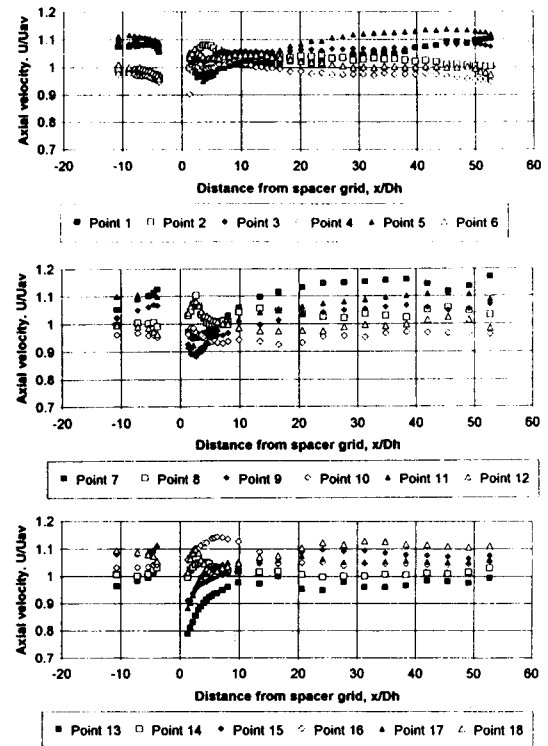 Axial velocity. U/Uav
1.2
1.1
1
0.9
0.8
0.7
-20 -10 0 10 20 30 40 50 60
Distance from spacer grid, x/Dh
Point 1 Point 2 Point 3 Point 4 Point 5 Point 6
Axial velocity. U/Uav
1.2
1.1
1
0.9
0.8
0.7
-20 -10 0 10 20 30 40 50 60
Distance from spacer grid, x/Dh
Point 7 Point 8 Point 9 Point 10 Point 11 Point 12
Axial velocity. U/Uav
1.2
1.1
1
0.9
0.8
0.7
-20 -10 0 10 20 30 40 50 60
Distance from spacer grid, x/Dh
Point 13 Point 14 Point 15 Point 16 Point 17 Point 18